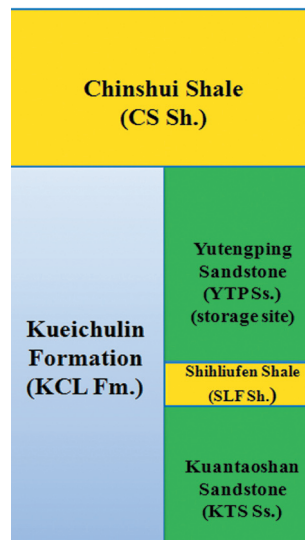 Chinshui Shale
(CS Sh.)
Kueichulin
Formation
(KCL Fm.)
Yutengping
Sandstone
(YTP Ss.)
(storage site)
Shihliufen Shale
(SLF Sh.)
Kuantaoshan
Sandstone
(KTS Ss.)